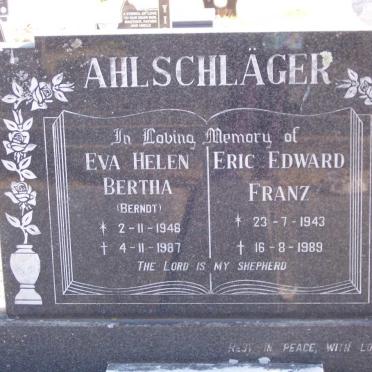 AHLSCHLÄGER
In Loving Memory of
EVA HELEN
BERTHA
(BERNDT)
* 2-11-1948
† 4-11-1987
ERIC EDWARD
FRANZ
* 23-7-1943
† 16-8-1989
THE LORD IS MY SHEPHERD
REST IN PEACE, WITH LO